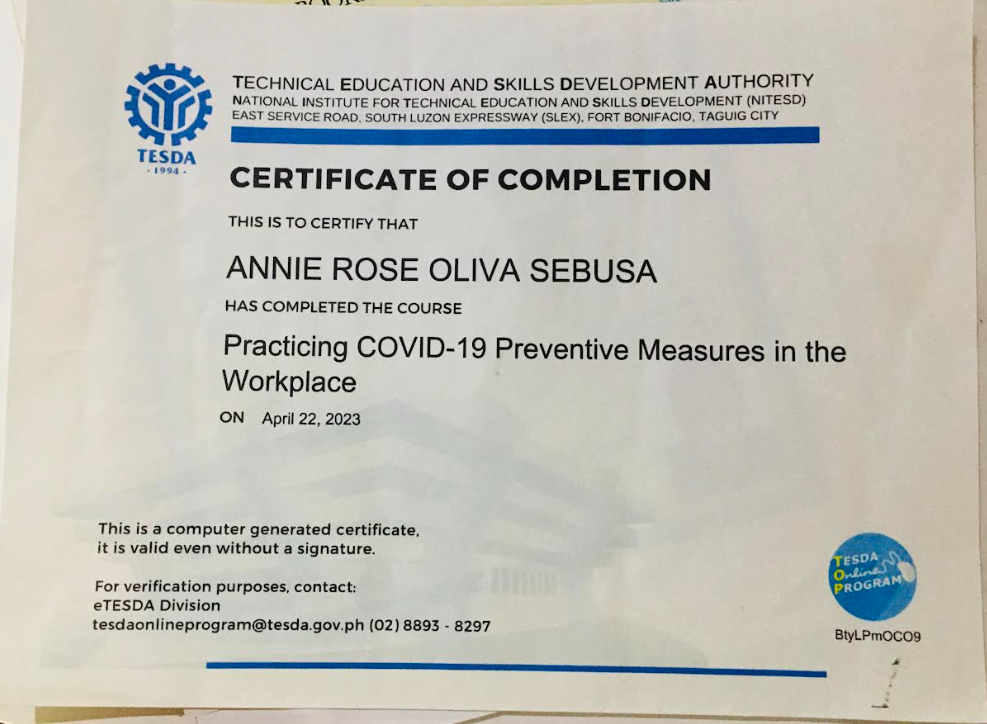 TECHNICAL EDUCATION AND SKILLS DEVELOPMENT AUTHORITY
NATIONAL INSTITUTE FOR TECHNICAL EDUCATION AND SKILLS DEVELOPMENT (NITESD)
EAST SERVICE ROAD, SOUTH LUZON EXPRESSWAY (SLEX), FORT BONIFACIO, TAGUIG CITY
TESDA
· 1994 ·
CERTIFICATE OF COMPLETION
THIS IS TO CERTIFY THAT
ANNIE ROSE OLIVA SEBUSA
HAS COMPLETED THE COURSE
Practicing COVID-19 Preventive Measures in the
Workplace
ON April 22, 2023
This is a computer generated certificate,
it is valid even without a signature.
For verification purposes, contact:
eTESDA Division
tesdaonlineprogram@tesda.gov.ph (02) 8893 - 8297
TESDA
Online
PROGRAM
BtyLPmOCO9